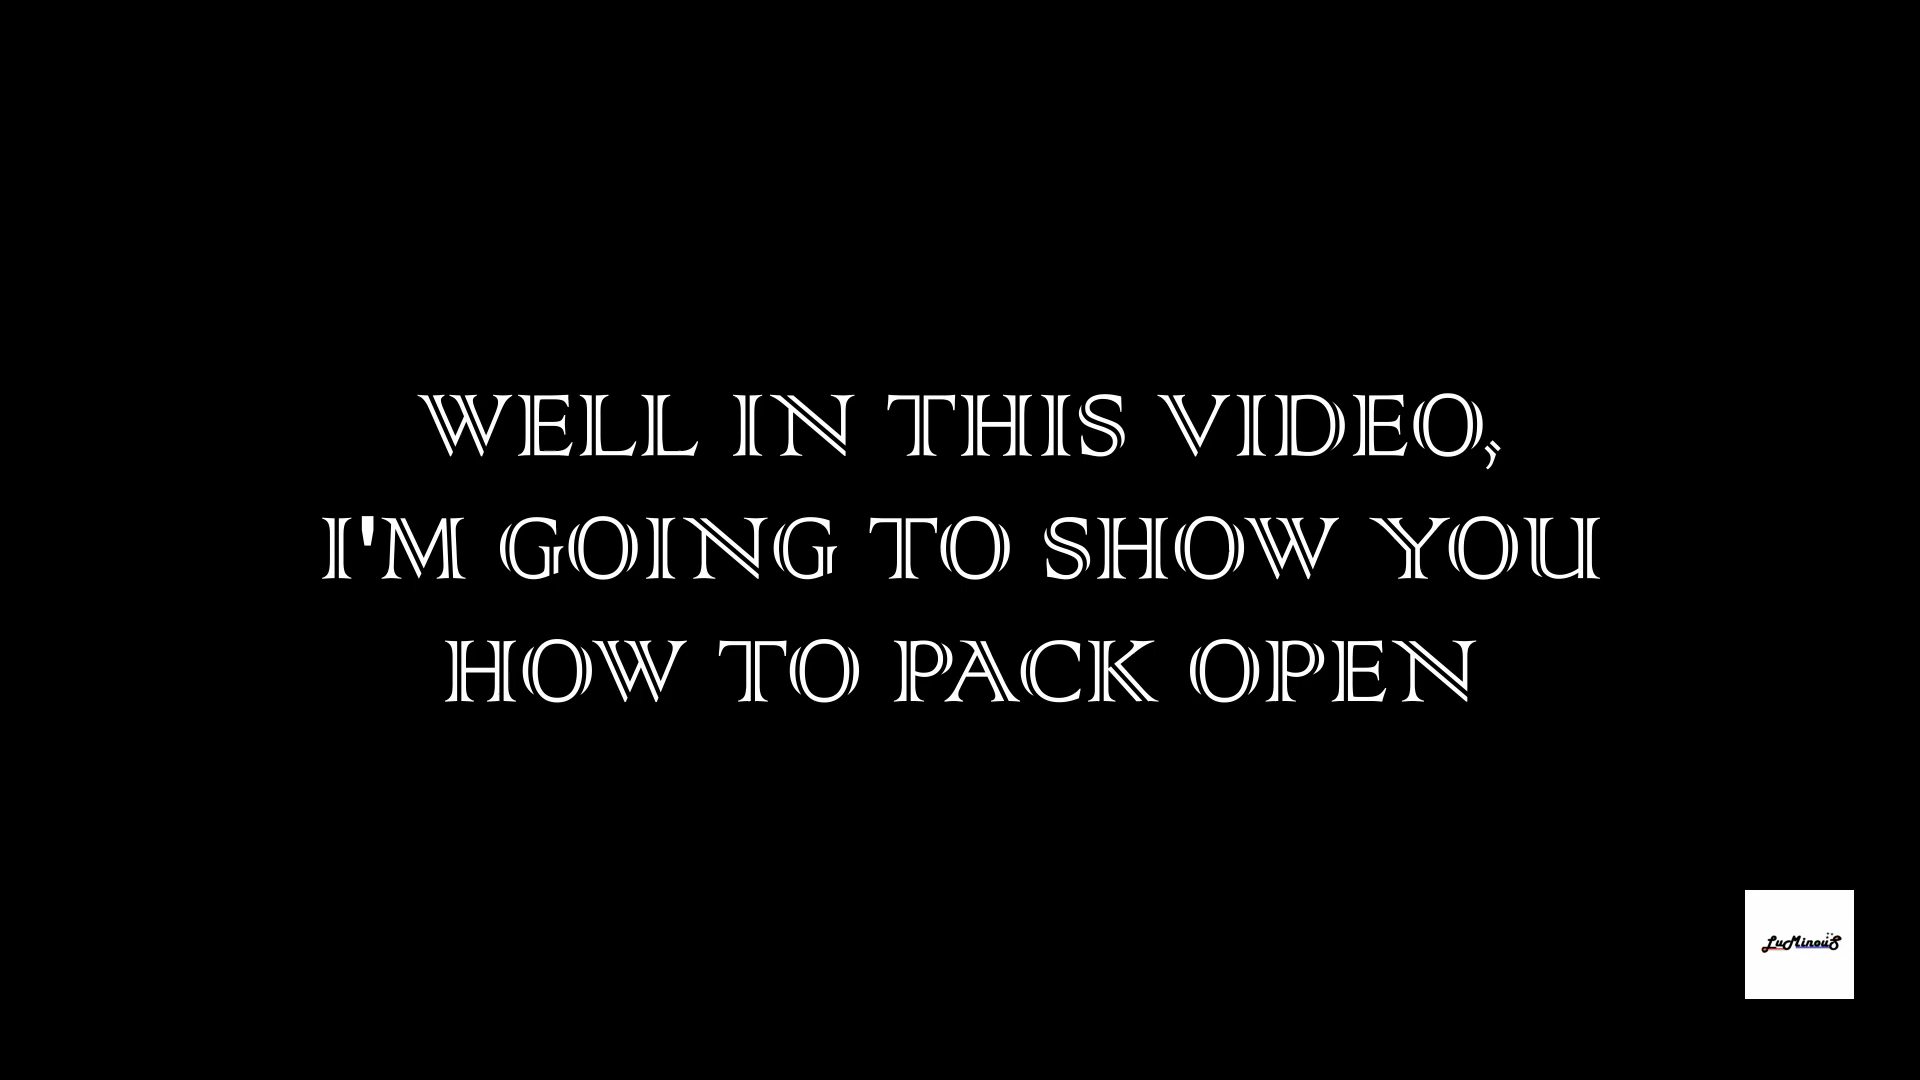 WELL IN THIS VIDEO,
I'M GOING TO SHOW YOU
HOW TO PACK OPEN
LuMinouS